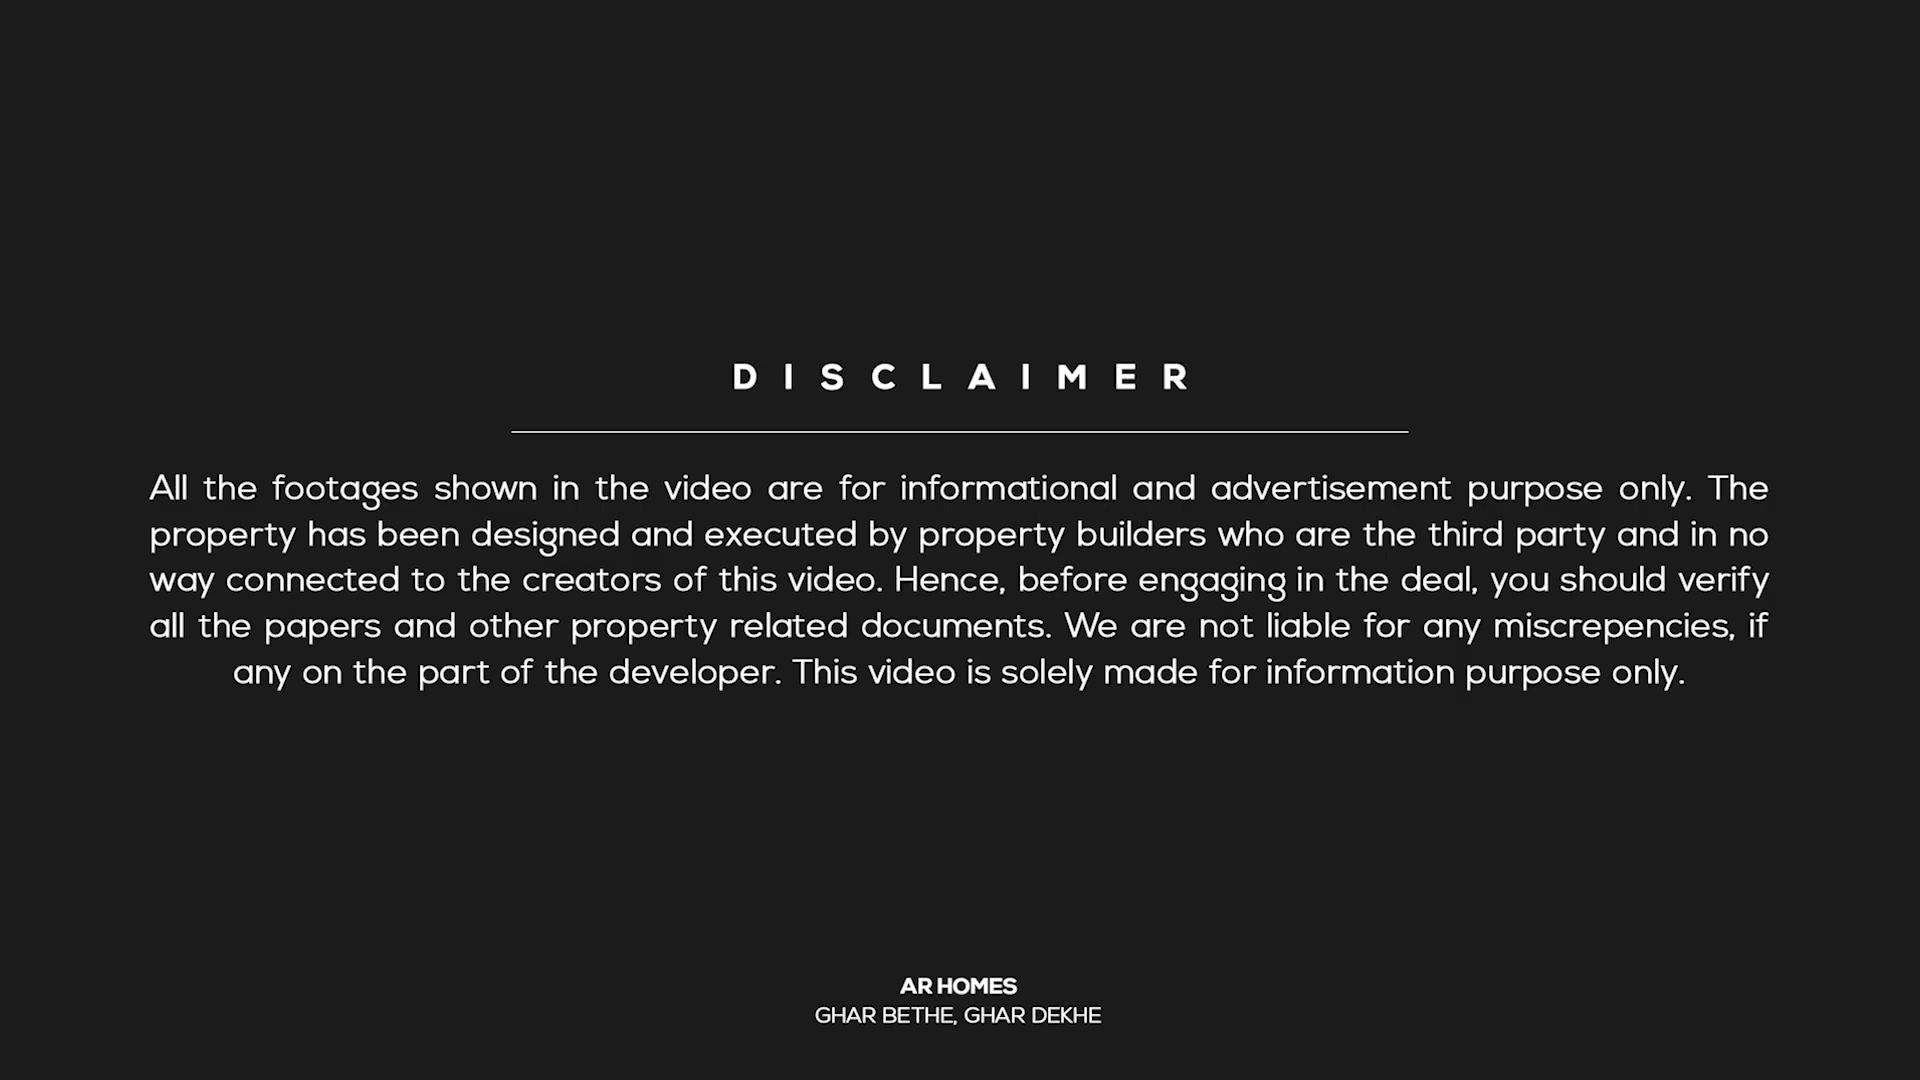 DISCLAIMER
All the footages shown in the video are for informational and advertisement purpose only. The
property has been designed and executed by property builders who are the third party and in no
way connected to the creators of this video. Hence, before engaging in the deal, you should verify
all the papers and other property related documents. We are not liable for any miscrepencies, if
any on the part of the developer. This video is solely made for information purpose only.
AR HOMES
GHAR BETHE, GHAR DEKHE